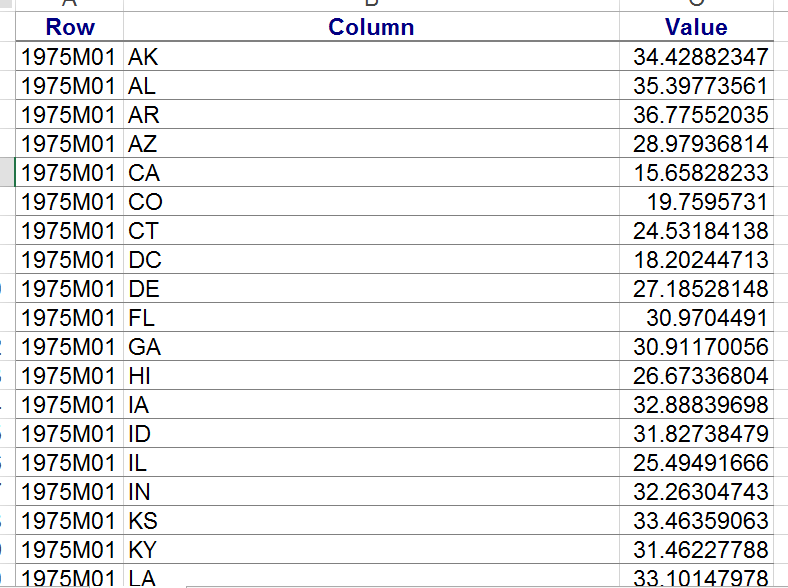 Row Column Value
1975M01 AK 34.42882347
1975M01 AL 35.39773561
1975M01 AR 36.77552035
1975M01 AZ 28.97936814
1975M01 CA 15.65828233
1975M01 CO 19.7595731
1975M01 CT 24.53184138
1975M01 DC 18.20244713
1975M01 DE 27.18528148
1975M01 FL 30.9704491
1975M01 GA 30.91170056
1975M01 HI 26.67336804
1975M01 IA 32.88839698
1975M01 ID 31.82738479
1975M01 IL 25.49491666
1975M01 IN 32.26304743
1975M01 KS 33.46359063
1975M01 KY 31.46227788
1975M01 LA 33.10147978